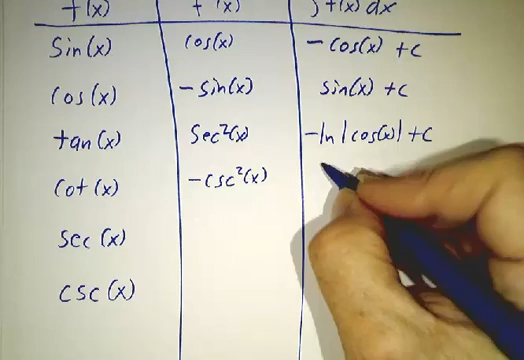 f(x) f'(x) ∫f(x)dx
Sin(x) cos(x) -cos(x) +c
cos(x) -sin(x) sin(x) +c
tan(x) Sec²(x) -ln|cos(x)| +c
Cot(x) -csc²(x)
Sec(x)
csc(x)